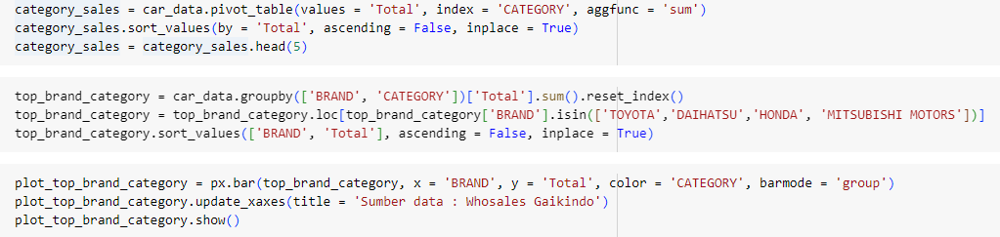 category_sales = car_data.pivot_table(values = 'Total', index = 'CATEGORY', aggfunc = 'sum')
category_sales.sort_values(by = 'Total', ascending = False, inplace = True)
category_sales = category_sales.head(5)
top_brand_category = car_data.groupby(['BRAND', 'CATEGORY'])['Total'].sum().reset_index()
top_brand_category = top_brand_category.loc[top_brand_category['BRAND'].isin(['TOYOTA','DAIHATSU','HONDA', 'MITSUBISHI MOTORS'])]
top_brand_category.sort_values(['BRAND', 'Total'], ascending = False, inplace = True)
plot_top_brand_category = px.bar(top_brand_category, x = 'BRAND', y = 'Total', color = 'CATEGORY', barmode = 'group')
plot_top_brand_category.update_xaxes(title = 'Sumber data : Whosales Gaikindo')
plot_top_brand_category.show()